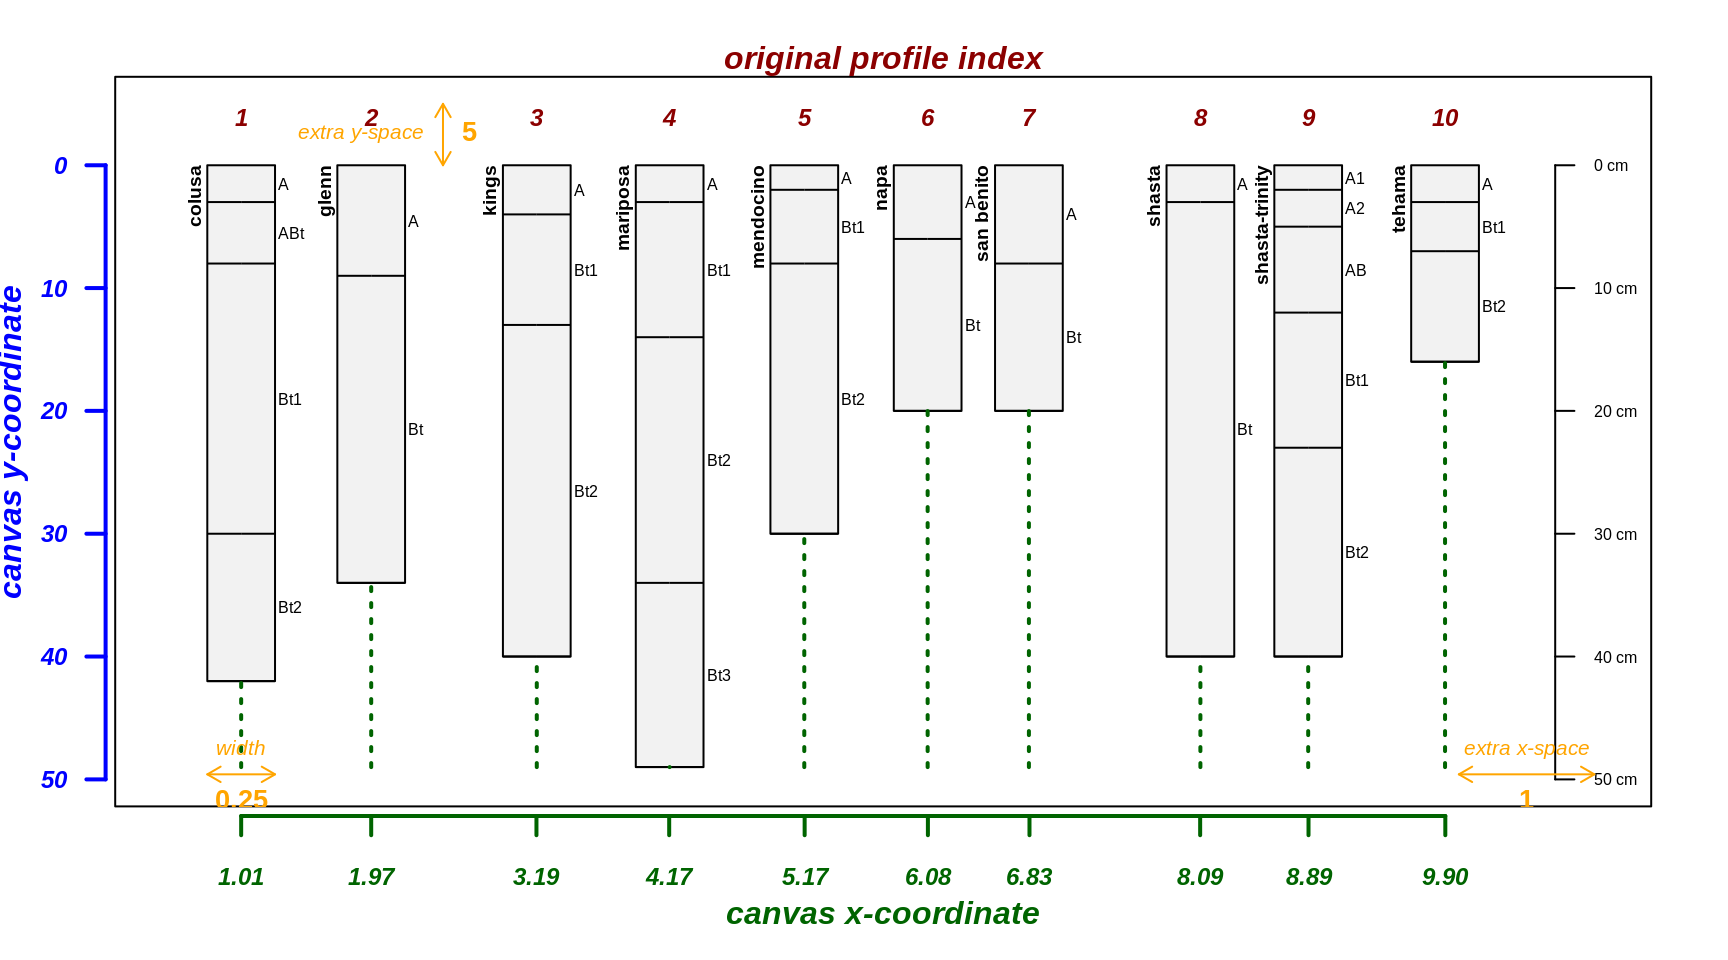 original profile index
1 2 3 4 5 6 7 8 9 10
extra y-space 5
canvas y-coordinate
0
10
20
30
40
50
colusa
A
ABt
Bt1
Bt2
glenn
A
Bt
kings
A
Bt1
Bt2
mariposa
A
Bt1
Bt2
Bt3
mendocino
A
Bt1
Bt2
napa
A
Bt
san benito
A
Bt
shasta
A
Bt
shasta-trinity
A1
A2
AB
Bt1
Bt2
tehama
A
Bt1
Bt2
0 cm
10 cm
20 cm
30 cm
40 cm
50 cm
width
0.25
extra x-space
1
1.01 1.97 3.19 4.17 5.17 6.08 6.83 8.09 8.89 9.90
canvas x-coordinate